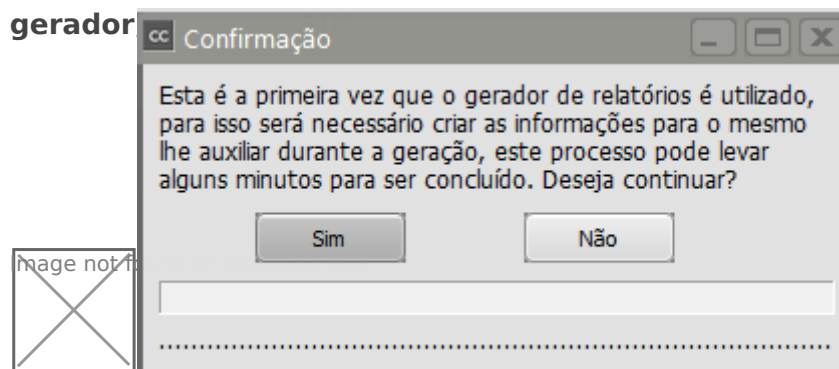 gerador
cc Confirmação
Esta é a primeira vez que o gerador de relatórios é utilizado,
para isso será necessário criar as informações para o mesmo
lhe auxiliar durante a geração, este processo pode levar
alguns minutos para ser concluído. Deseja continuar?
Sim Não
Image not